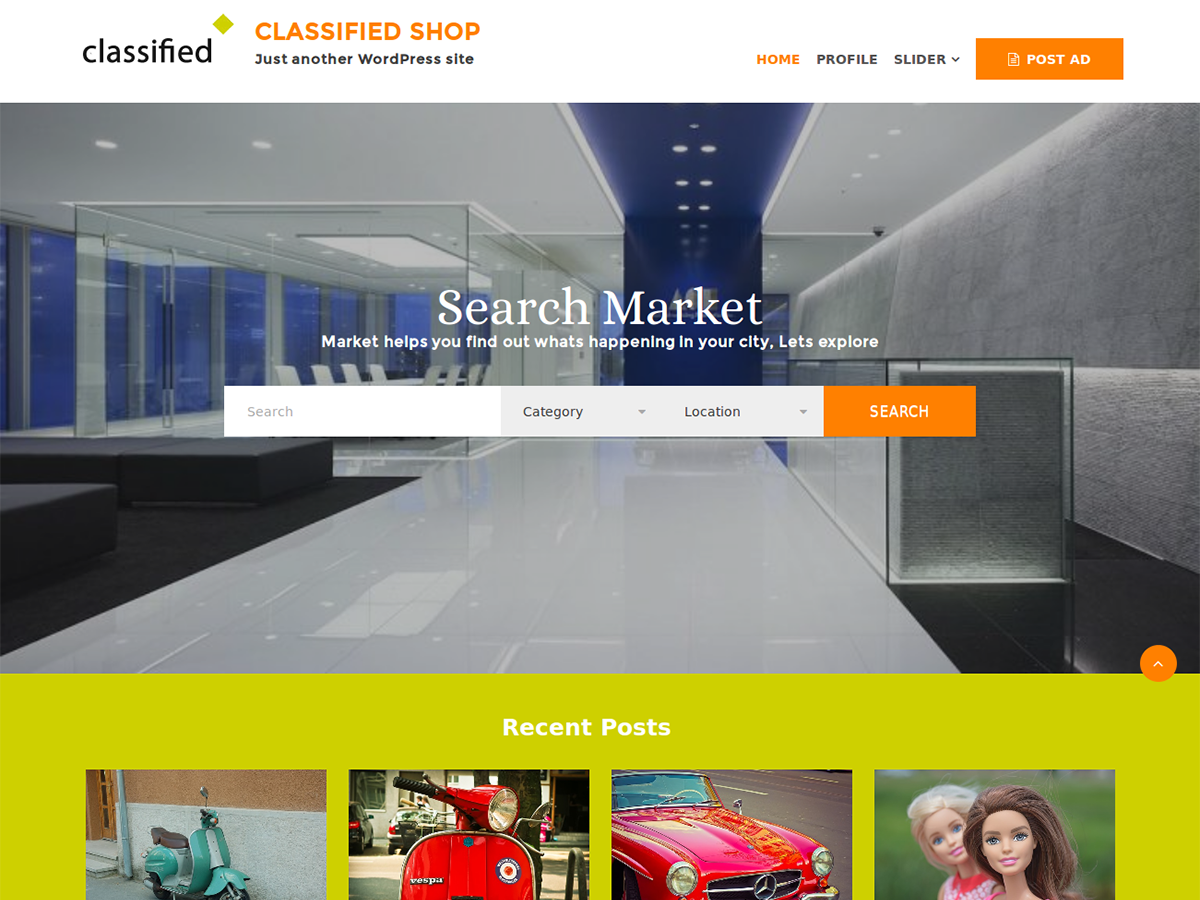 classified
CLASSIFIED SHOP
Just another WordPress site
HOME PROFILE SLIDER POST AD
Search Market
Market helps you find out whats happening in your city, Lets explore
Search Category Location SEARCH
Recent Posts
vespa